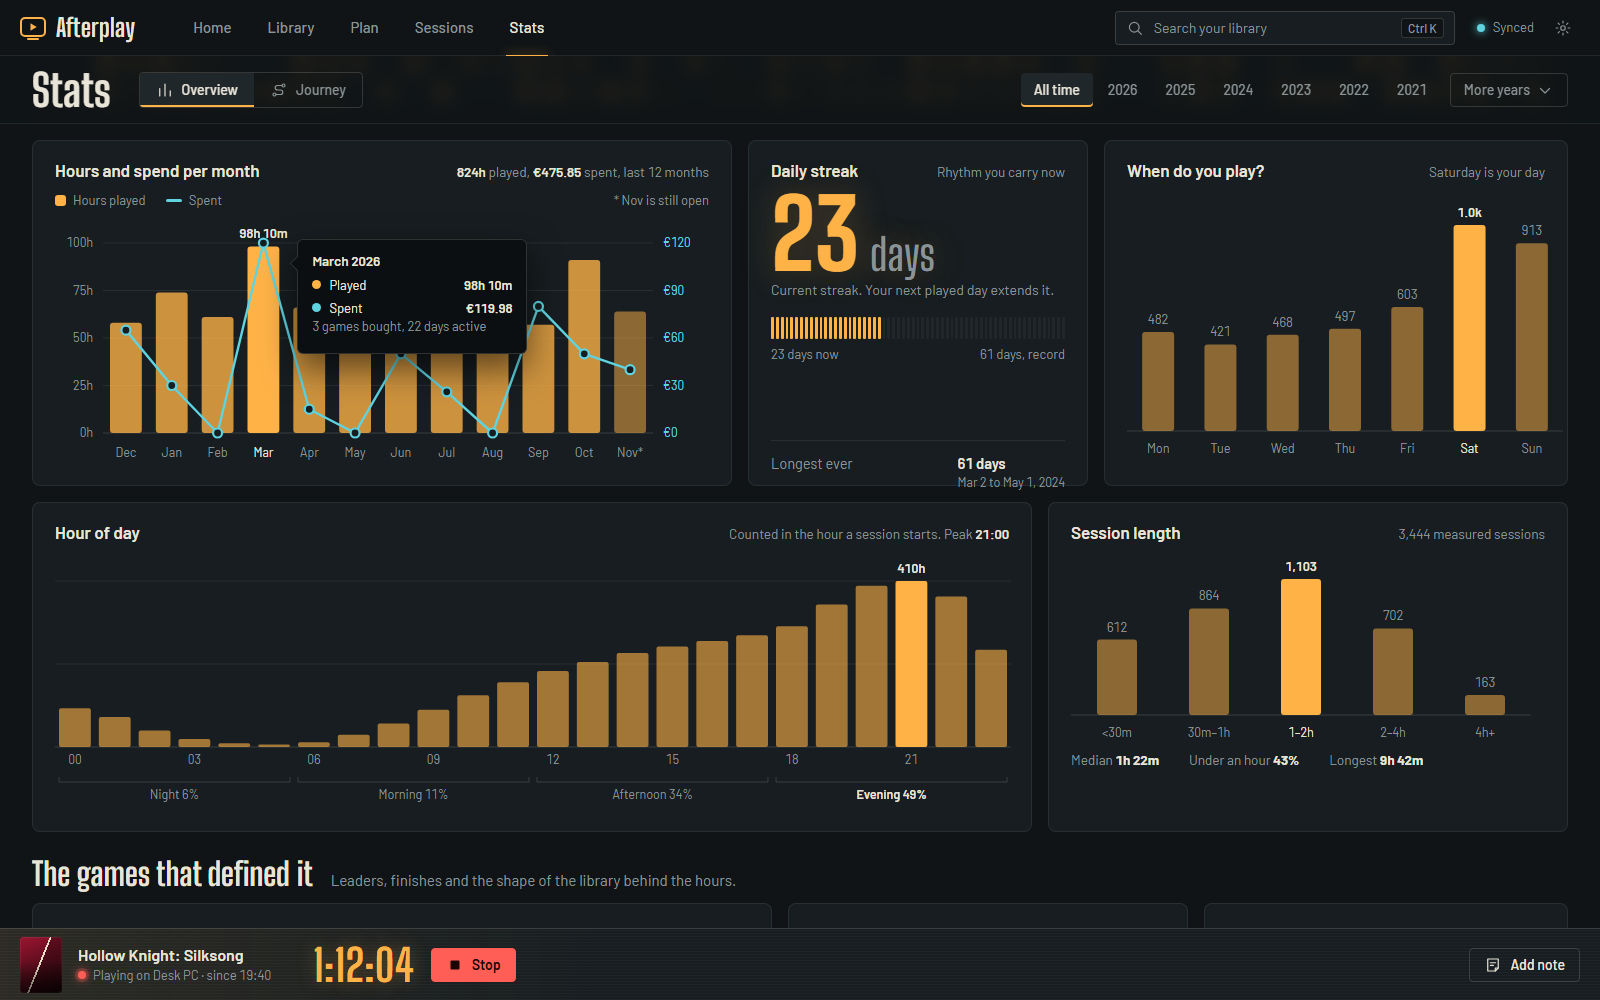 Afterplay
Home
Library
Plan
Sessions
Stats
Search your library
Ctrl K
Synced
Stats
Overview
Journey
All time
2026
2025
2024
2023
2022
2021
More years
Hours and spend per month
824h played, €475.85 spent, last 12 months
Hours played
Spent
* Nov is still open
98h 10m
100h
75h
50h
25h
0h
€120
€90
€60
€30
€0
March 2026
Played 98h 10m
Spent €119.98
3 games bought, 22 days active
Dec Jan Feb Mar Apr May Jun Jul Aug Sep Oct Nov*
Daily streak
Rhythm you carry now
23 days
Current streak. Your next played day extends it.
23 days now
61 days, record
Longest ever
61 days
Mar 2 to May 1, 2024
When do you play?
Saturday is your day
482 421 468 497 603 1.0k 913
Mon Tue Wed Thu Fri Sat Sun
Hour of day
Counted in the hour a session starts. Peak 21:00
410h
00 03 06 09 12 15 18 21
Night 6% Morning 11% Afternoon 34% Evening 49%
Session length
3,444 measured sessions
612 864 1,103 702 163
<30m 30m–1h 1–2h 2–4h 4h+
Median 1h 22m Under an hour 43% Longest 9h 42m
The games that defined it
Leaders, finishes and the shape of the library behind the hours.
Hollow Knight: Silksong
Playing on Desk PC · since 19:40
1:12:04
Stop
Add note